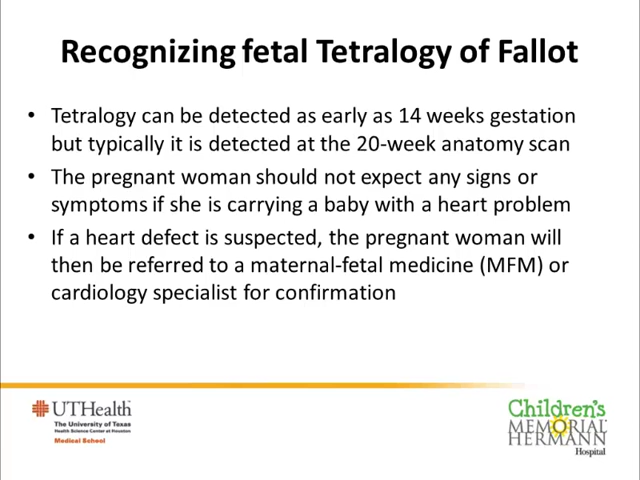 Recognizing fetal Tetralogy of Fallot
• Tetralogy can be detected as early as 14 weeks gestation
but typically it is detected at the 20-week anatomy scan
• The pregnant woman should not expect any signs or
symptoms if she is carrying a baby with a heart problem
• If a heart defect is suspected, the pregnant woman will
then be referred to a maternal-fetal medicine (MFM) or
cardiology specialist for confirmation
UTHealth
The University of Texas
Health Science Center at Houston
Medical School
Children's
MEMORIAL
HERMANN
Hospital